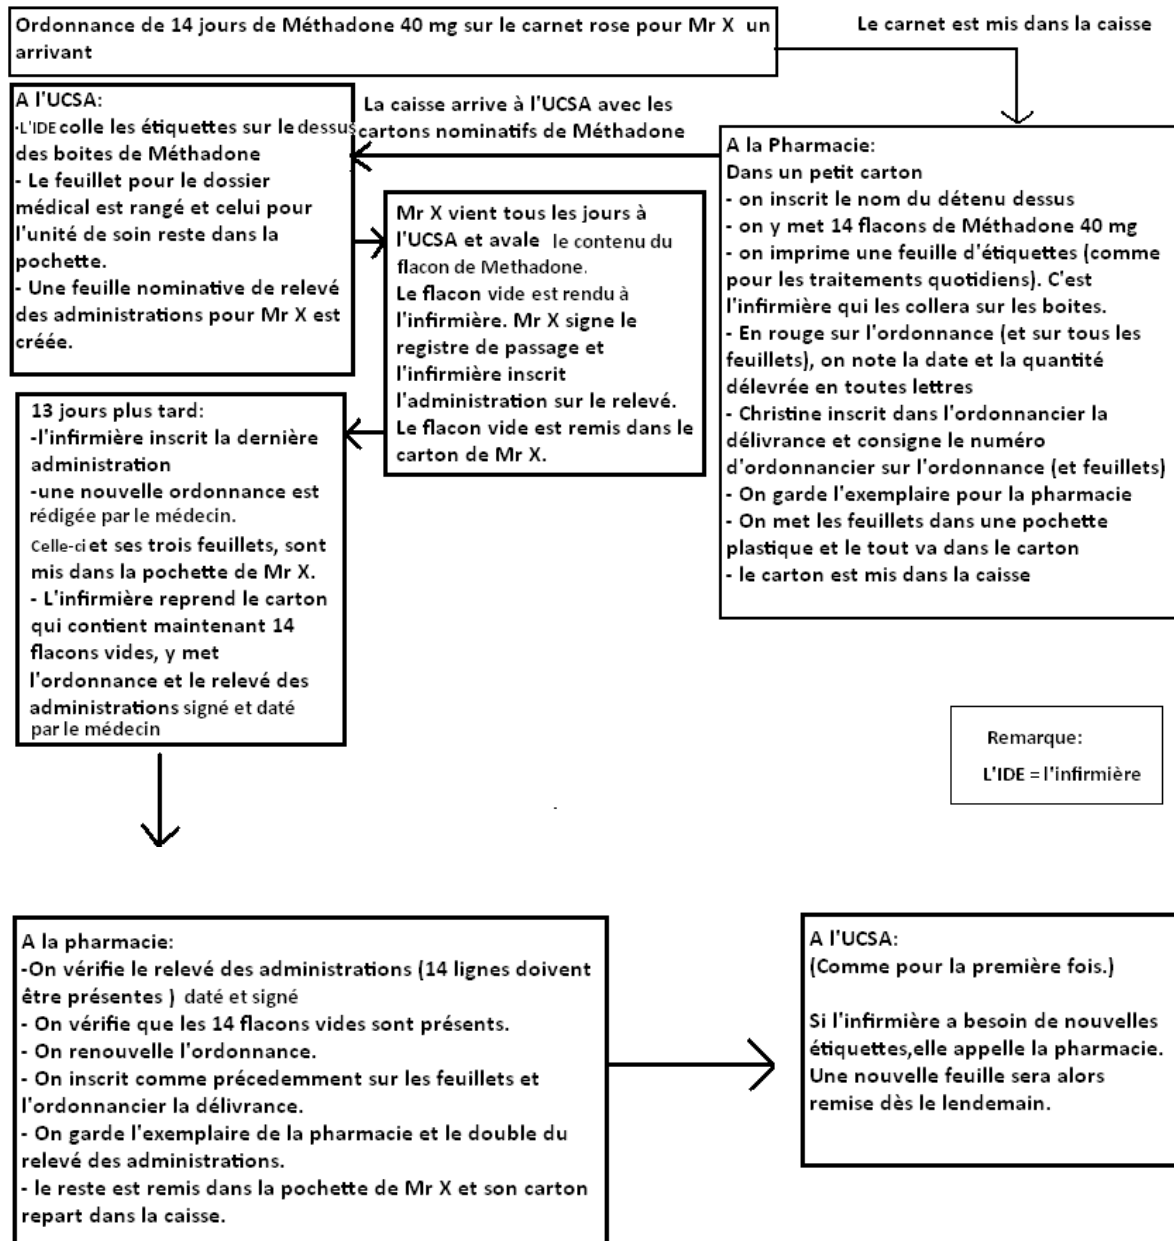 Ordonnance de 14 jours de Méthadone 40 mg sur le carnet rose pour Mr X un
arrivant
Le carnet est mis dans la caisse
A la Pharmacie:
Dans un petit carton
- on inscrit le nom du détenu dessus
- on y met 14 flacons de Méthadone 40 mg
- on imprime une feuille d'étiquettes (comme
pour les traitements quotidiens). C'est
l'infirmière qui les collera sur les boites.
- En rouge sur l'ordonnance (et sur tous les
feuillets), on note la date et la quantité
délevrée en toutes lettres
- Christine inscrit dans l'ordonnancier la
délivrance et consigne le numéro
d'ordonnancier sur l'ordonnance (et feuillets)
- On garde l'exemplaire pour la pharmacie
- On met les feuillets dans une pochette
plastique et le tout va dans le carton
- le carton est mis dans la caisse
La caisse arrive à l'UCSA avec les
cartons nominatifs de Méthadone
A l'UCSA:
·L'IDE colle les étiquettes sur le dessus
des boites de Méthadone
- Le feuillet pour le dossier
médical est rangé et celui pour
l'unité de soin reste dans la
pochette.
- Une feuille nominative de relevé
des administrations pour Mr X est
créée.
Mr X vient tous les jours à
l'UCSA et avale le contenu du
flacon de Methadone.
Le flacon vide est rendu à
l'infirmière. Mr X signe le
registre de passage et
l'infirmière inscrit
l'administration sur le relevé.
Le flacon vide est remis dans le
carton de Mr X.
13 jours plus tard:
-l'infirmière inscrit la dernière
administration
-une nouvelle ordonnance est
rédigée par le médecin.
Celle-ci et ses trois feuillets, sont
mis dans la pochette de Mr X.
- L'infirmière reprend le carton
qui contient maintenant 14
flacons vides, y met
l'ordonnance et le relevé des
administrations signé et daté
par le médecin
Remarque:
L'IDE = l'infirmière
A la pharmacie:
-On vérifie le relevé des administrations (14 lignes doivent
être présentes ) daté et signé
- On vérifie que les 14 flacons vides sont présents.
- On renouvelle l'ordonnance.
- On inscrit comme précedemment sur les feuillets et
l'ordonnancier la délivrance.
- On garde l'exemplaire de la pharmacie et le double du
relevé des administrations.
- le reste est remis dans la pochette de Mr X et son carton
repart dans la caisse.
A l'UCSA:
(Comme pour la première fois.)
Si l'infirmière a besoin de nouvelles
étiquettes,elle appelle la pharmacie.
Une nouvelle feuille sera alors
remise dès le lendemain.